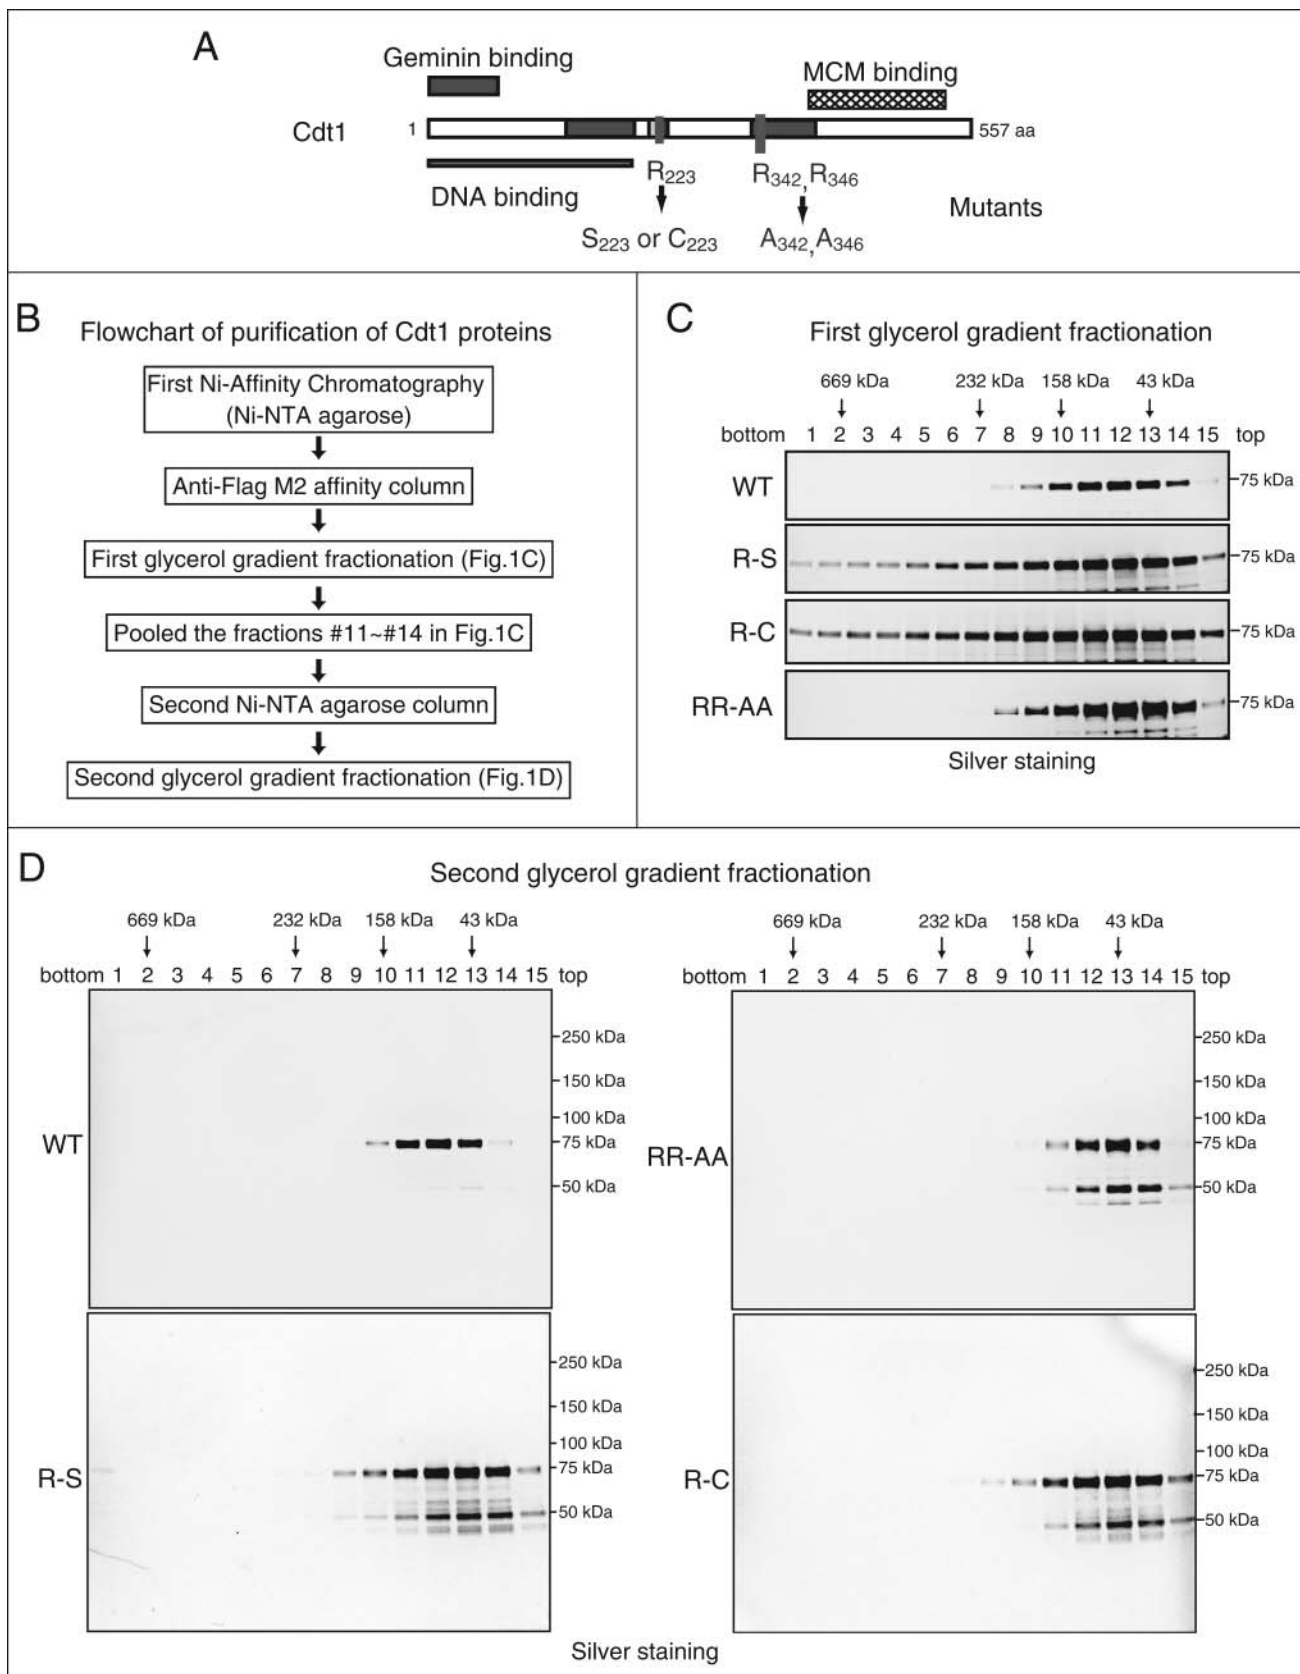 A
Geminin binding
MCM binding
Cdt1
1
557 aa
R223
R342,R346
DNA binding
Mutants
S223 or C223
A342,A346
B
Flowchart of purification of Cdt1 proteins
First Ni-Affinity Chromatography
(Ni-NTA agarose)
Anti-Flag M2 affinity column
First glycerol gradient fractionation (Fig.1C)
Pooled the fractions #11~#14 in Fig.1C
Second Ni-NTA agarose column
Second glycerol gradient fractionation (Fig.1D)
C
First glycerol gradient fractionation
669 kDa 232 kDa 158 kDa 43 kDa
bottom 1 2 3 4 5 6 7 8 9 10 11 12 13 14 15 top
WT
75 kDa
R-S
75 kDa
R-C
75 kDa
RR-AA
75 kDa
Silver staining
D
Second glycerol gradient fractionation
669 kDa 232 kDa 158 kDa 43 kDa
bottom 1 2 3 4 5 6 7 8 9 10 11 12 13 14 15 top
250 kDa
150 kDa
100 kDa
WT
75 kDa
50 kDa
669 kDa 232 kDa 158 kDa 43 kDa
bottom 1 2 3 4 5 6 7 8 9 10 11 12 13 14 15 top
250 kDa
150 kDa
100 kDa
75 kDa
RR-AA
50 kDa
250 kDa
150 kDa
100 kDa
75 kDa
R-S
50 kDa
250 kDa
150 kDa
100 kDa
75 kDa
R-C
50 kDa
Silver staining